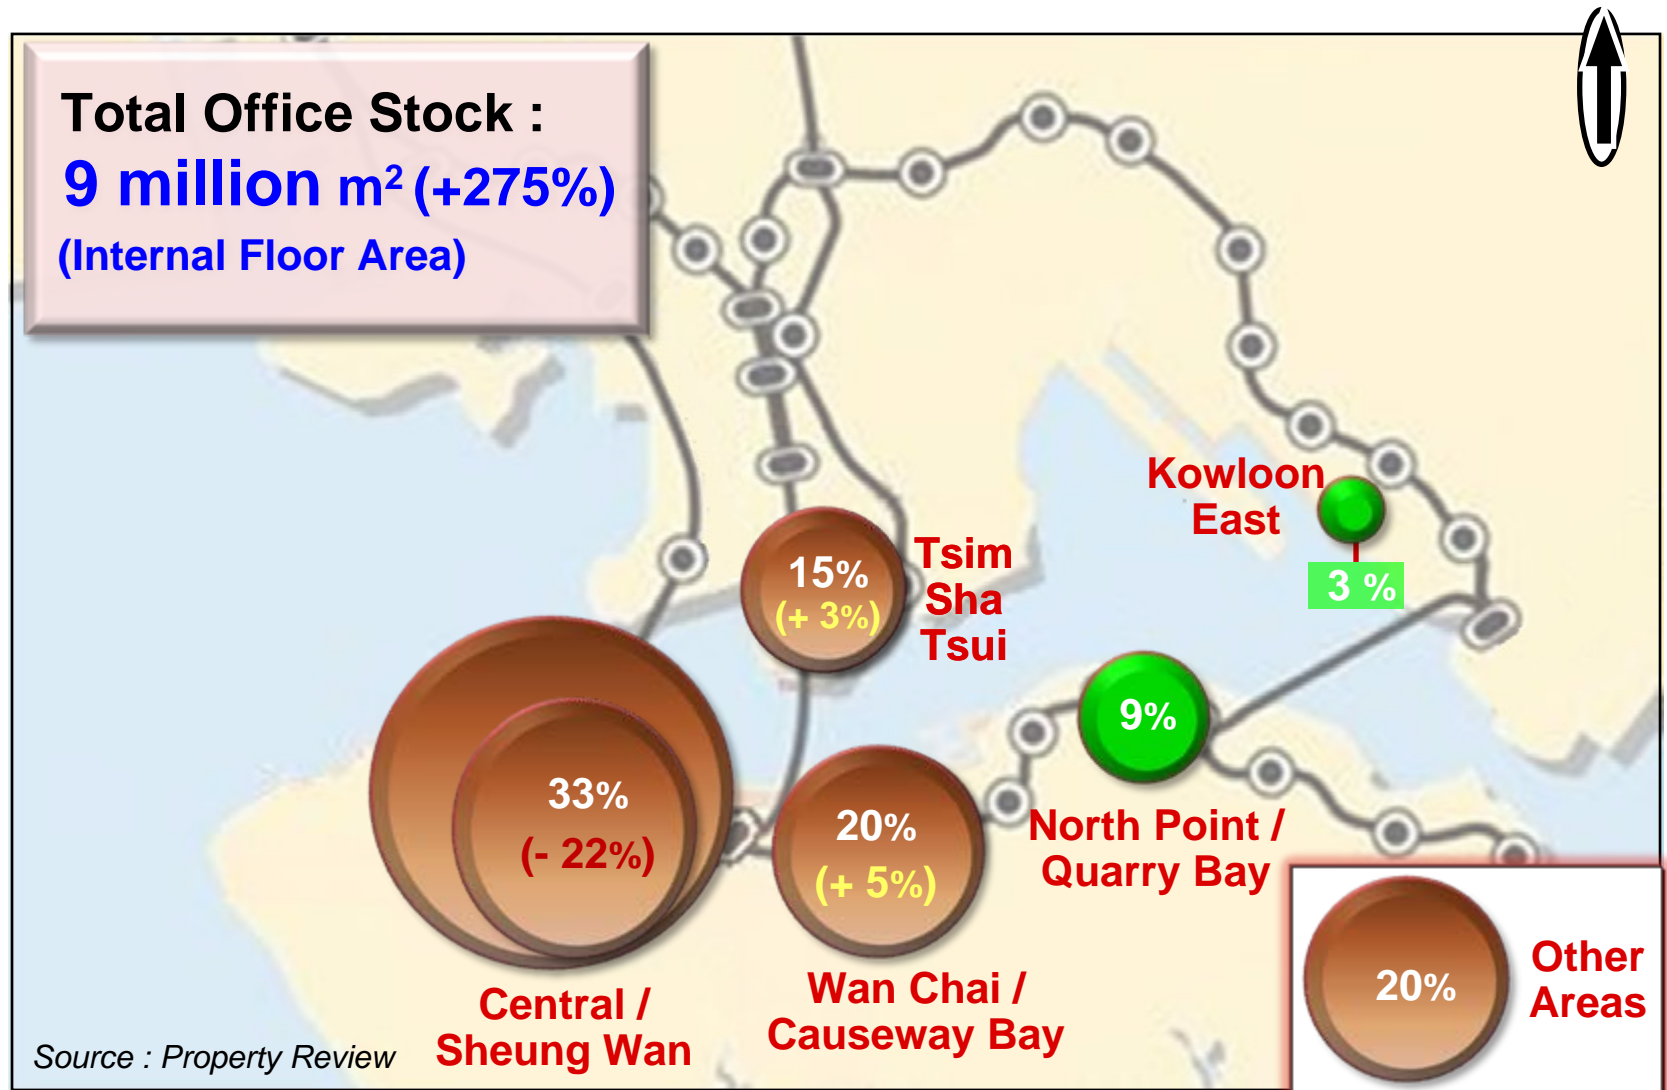 Total Office Stock :
9 million m² (+275%)
(Internal Floor Area)
Kowloon
East
3 %
15%
(+ 3%)
Tsim
Sha
Tsui
9%
North Point /
Quarry Bay
33%
(- 22%)
Central /
Sheung Wan
20%
(+ 5%)
Wan Chai /
Causeway Bay
20%
Other
Areas
Source : Property Review